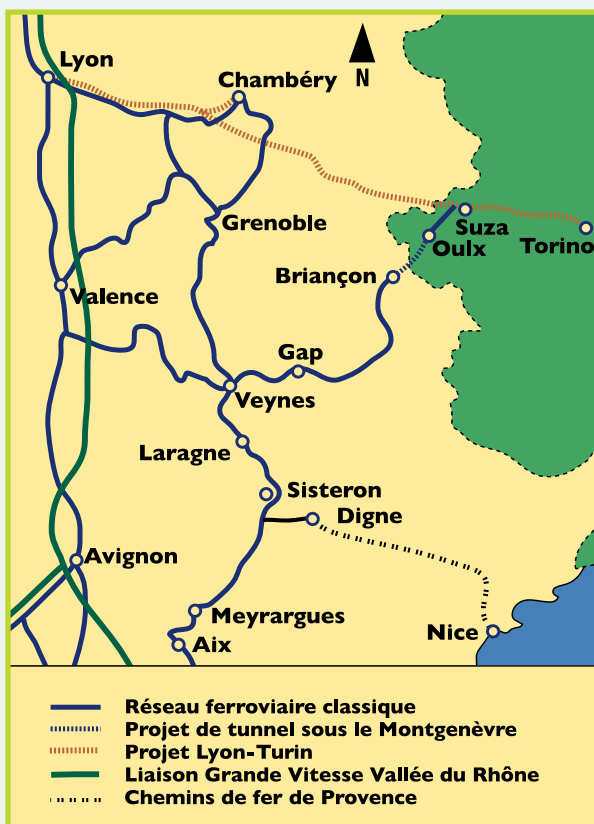 Lyon
Chambéry
N
Grenoble
Suza
Oulx
Torino
Briançon
Valence
Gap
Veynes
Laragne
Sisteron
Digne
Avignon
Meyrargues
Nice
Aix
Réseau ferroviaire classique
Projet de tunnel sous le Montgenèvre
Projet Lyon-Turin
Liaison Grande Vitesse Vallée du Rhône
Chemins de fer de Provence